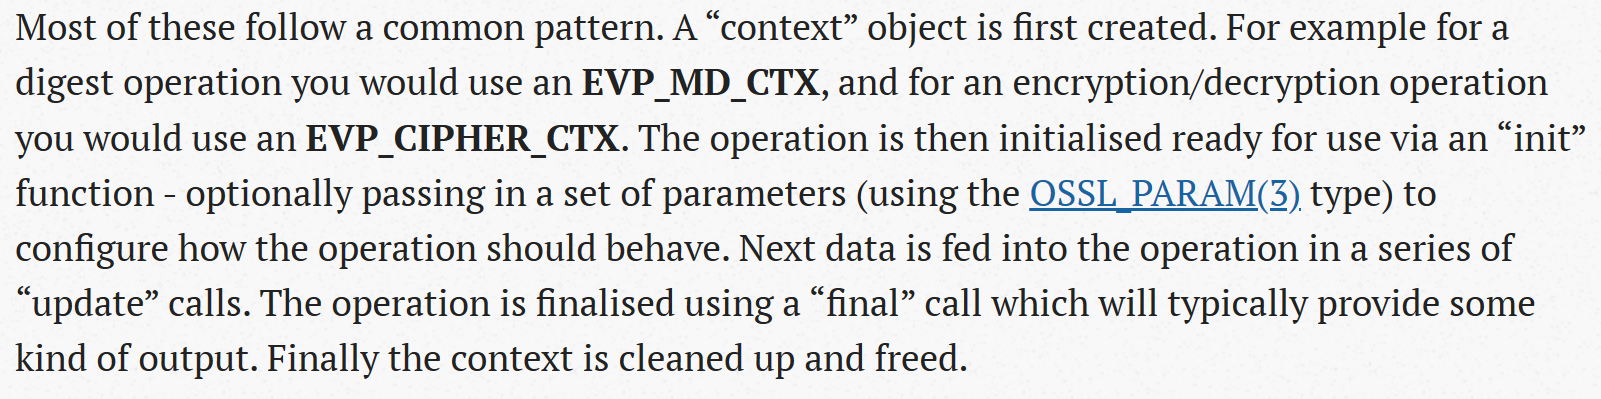 Most of these follow a common pattern. A “context” object is first created. For example for a
digest operation you would use an EVP_MD_CTX, and for an encryption/decryption operation
you would use an EVP_CIPHER_CTX. The operation is then initialised ready for use via an “init”
function - optionally passing in a set of parameters (using the OSSL_PARAM(3) type) to
configure how the operation should behave. Next data is fed into the operation in a series of
“update” calls. The operation is finalised using a “final” call which will typically provide some
kind of output. Finally the context is cleaned up and freed.